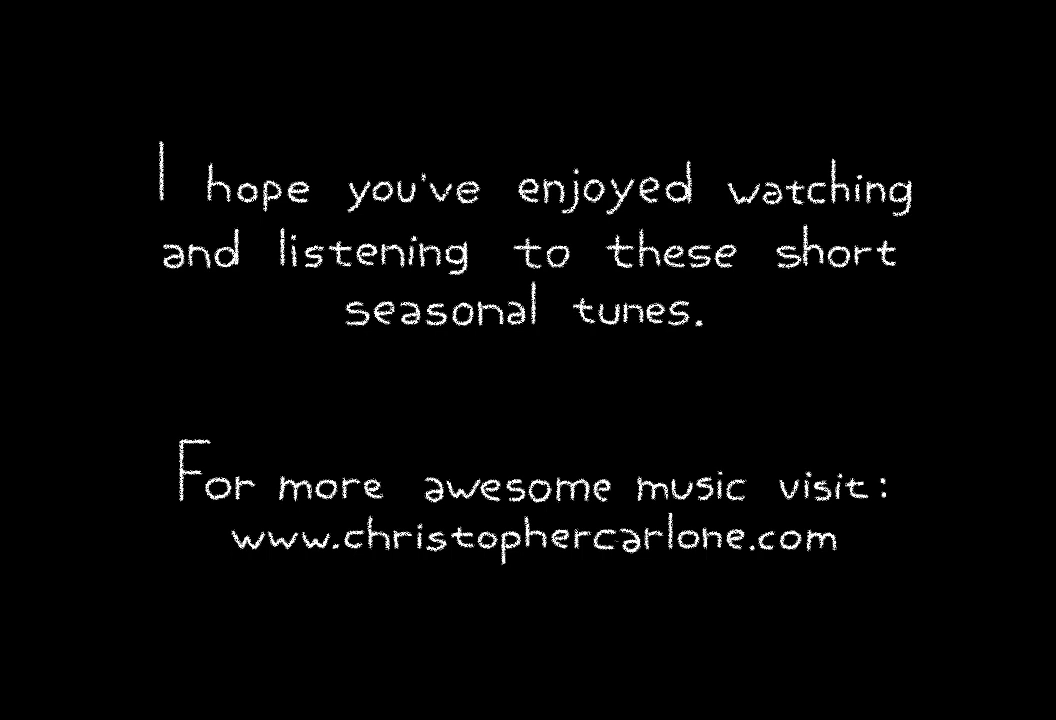 I hope you've enjoyed watching
and listening to these short
seasonal tunes.
For more awesome music visit:
www.christophercarlone.com